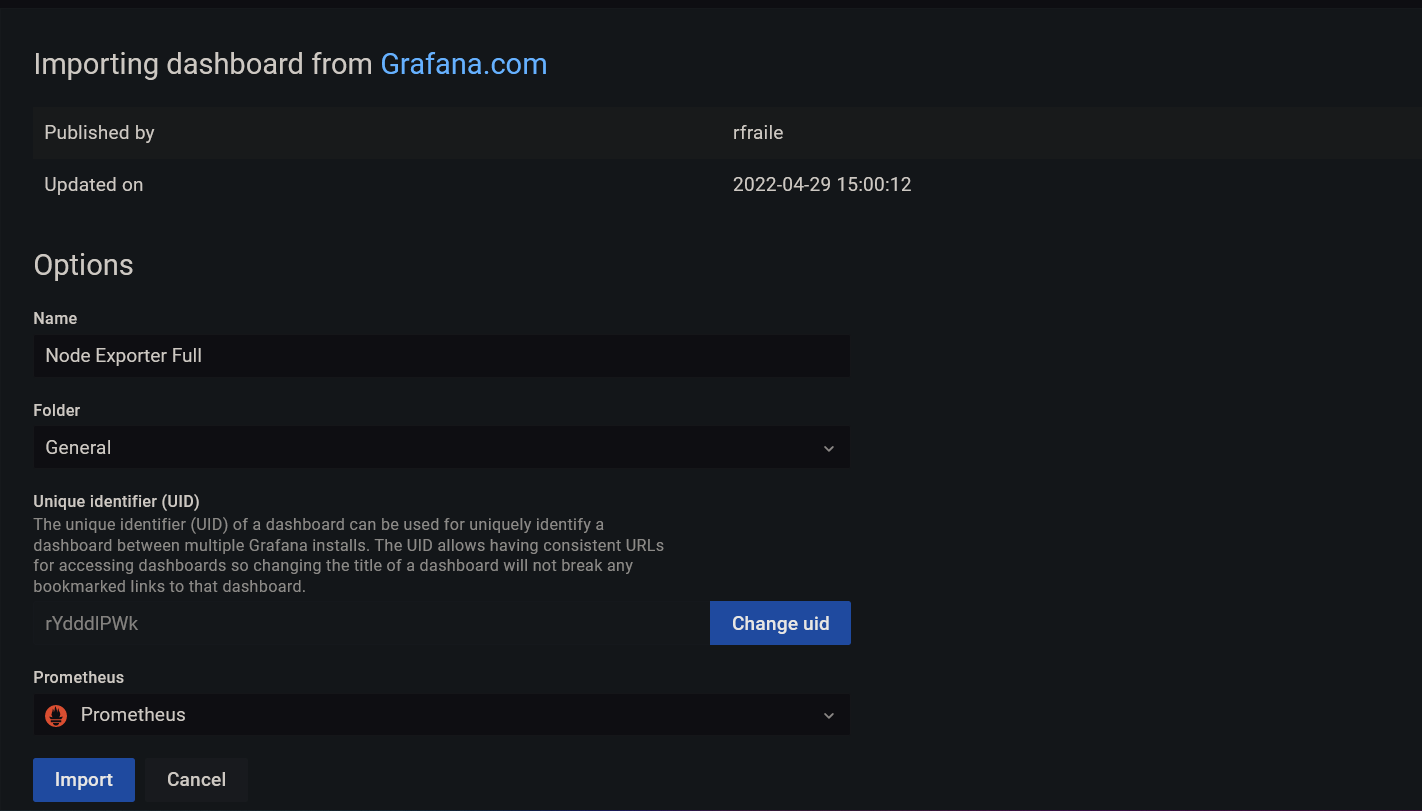 Importing dashboard from Grafana.com
Published by rfraile
Updated on 2022-04-29 15:00:12
Options
Name
Node Exporter Full
Folder
General
Unique identifier (UID)
The unique identifier (UID) of a dashboard can be used for uniquely identify a
dashboard between multiple Grafana installs. The UID allows having consistent URLs
for accessing dashboards so changing the title of a dashboard will not break any
bookmarked links to that dashboard.
rYdddlPWk Change uid
Prometheus
Prometheus
Import Cancel